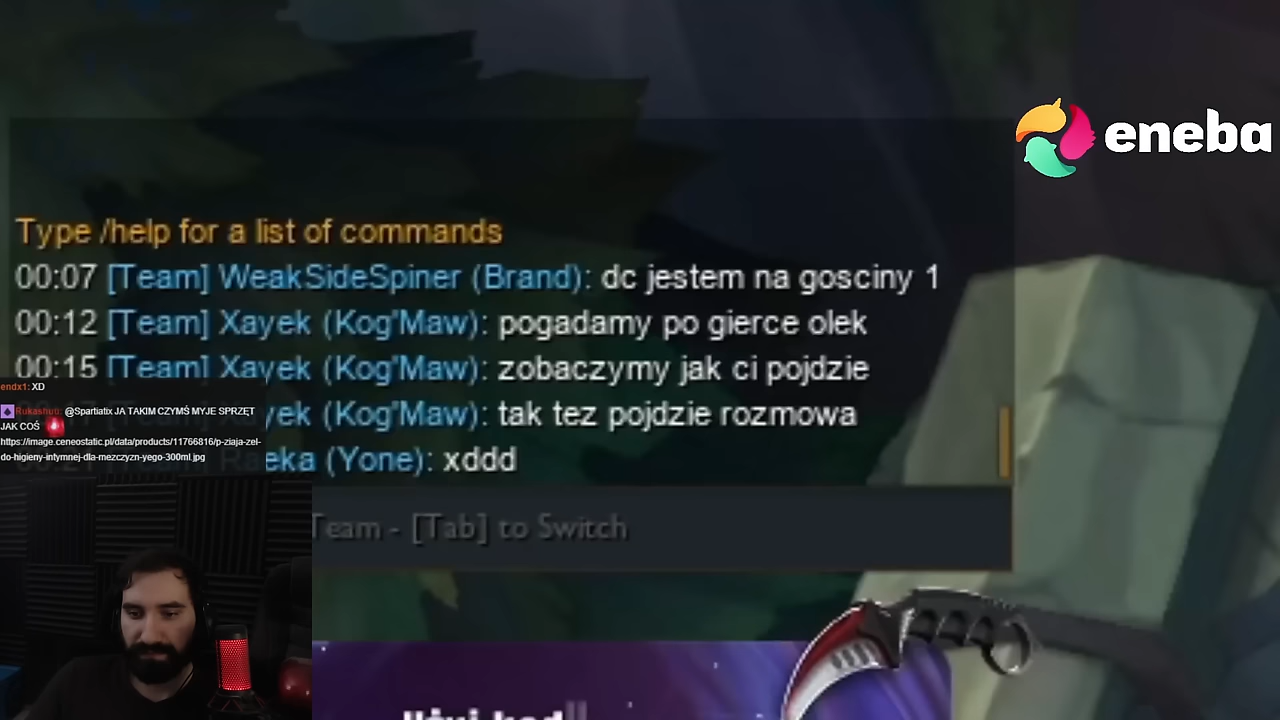 eneba
Type /help for a list of commands
00:07 [Team] WeakSideSpiner (Brand): dc jestem na gosciny 1
00:12 [Team] Xayek (Kog'Maw): pogadamy po gierce olek
00:15 [Team] Xayek (Kog'Maw): zobaczymy jak ci pojdzie
yek (Kog'Maw): tak tez pojdzie rozmowa
eka (Yone): xddd
endx1: XD
Rukashuu: @Spartiatix JA TAKIM CZYMŚ MYJE SPRZĘT
JAK COŚ
https://image.ceneostatic.pl/data/products/11766816/p-ziaja-zel-
do-higieny-intymnej-dla-mezczyzn-yego-300ml.jpg
Team - [Tab] to Switch